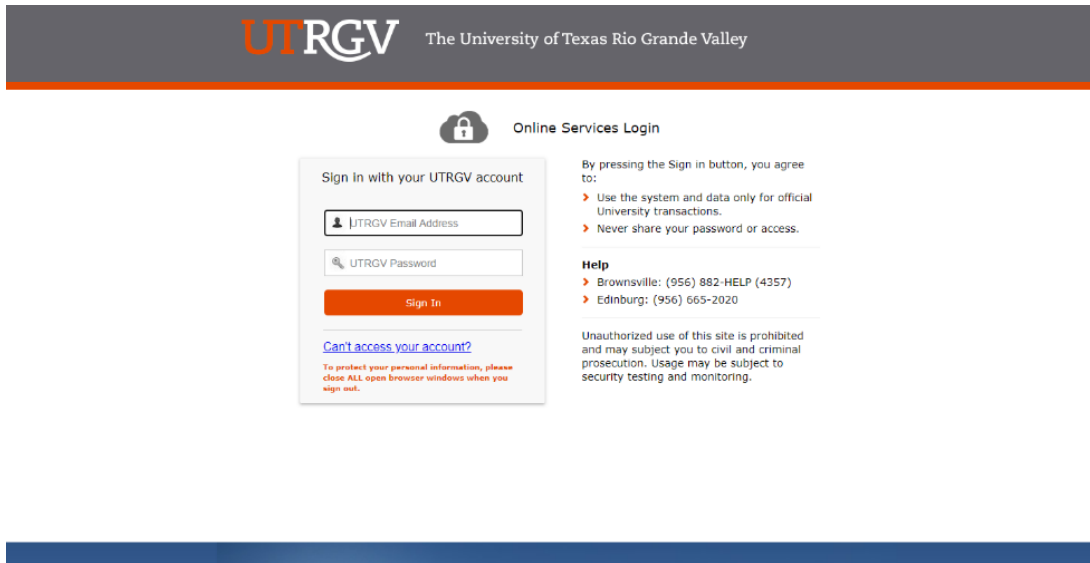 UTRGV The University of Texas Rio Grande Valley
Online Services Login
Sign in with your UTRGV account
UTRGV Email Address
UTRGV Password
Sign In
Can't access your account?
To protect your personal information, please
close ALL open browser windows when you
sign out.
By pressing the Sign in button, you agree
to:
Use the system and data only for official
University transactions.
Never share your password or access.
Help
Brownsville: (956) 882-HELP (4357)
Edinburg: (956) 665-2020
Unauthorized use of this site is prohibited
and may subject you to civil and criminal
prosecution. Usage may be subject to
security testing and monitoring.